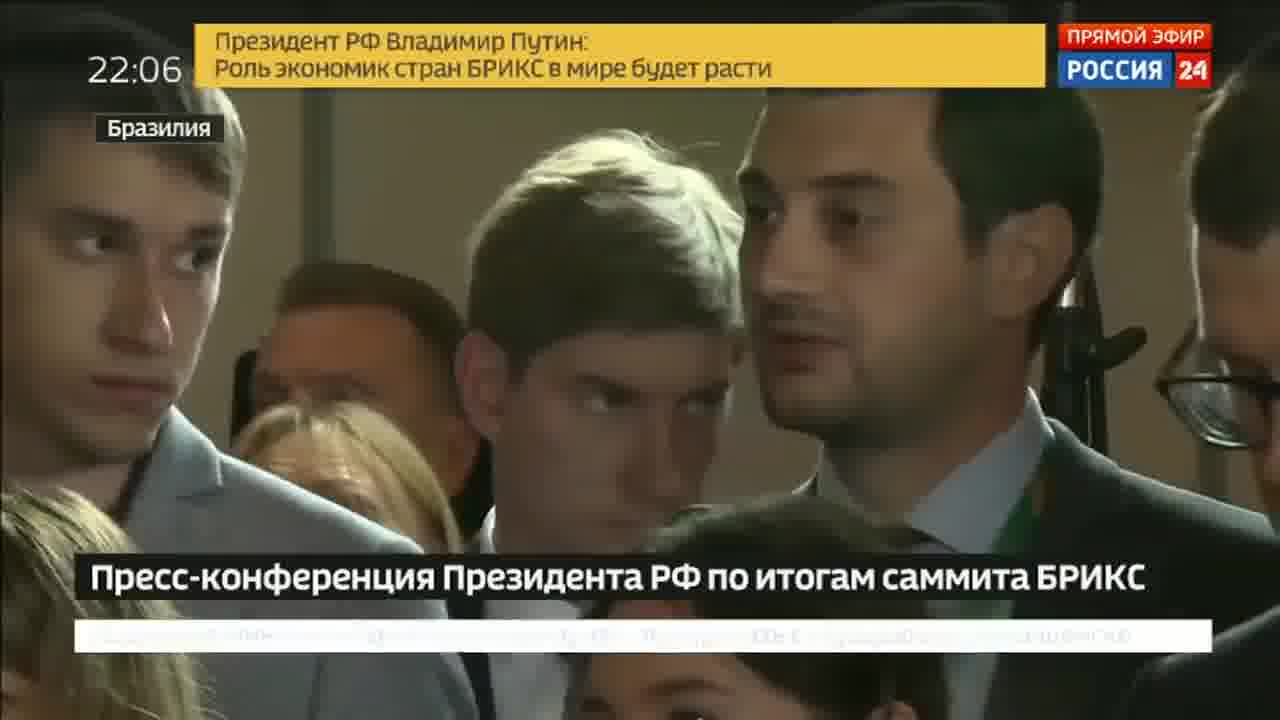 22:06
Президент РФ Владимир Путин:
Роль экономик стран БРИКС в мире будет расти
ПРЯМОЙ ЭФИР
РОССИЯ 24
Бразилия
Пресс-конференция Президента РФ по итогам саммита БРИКС